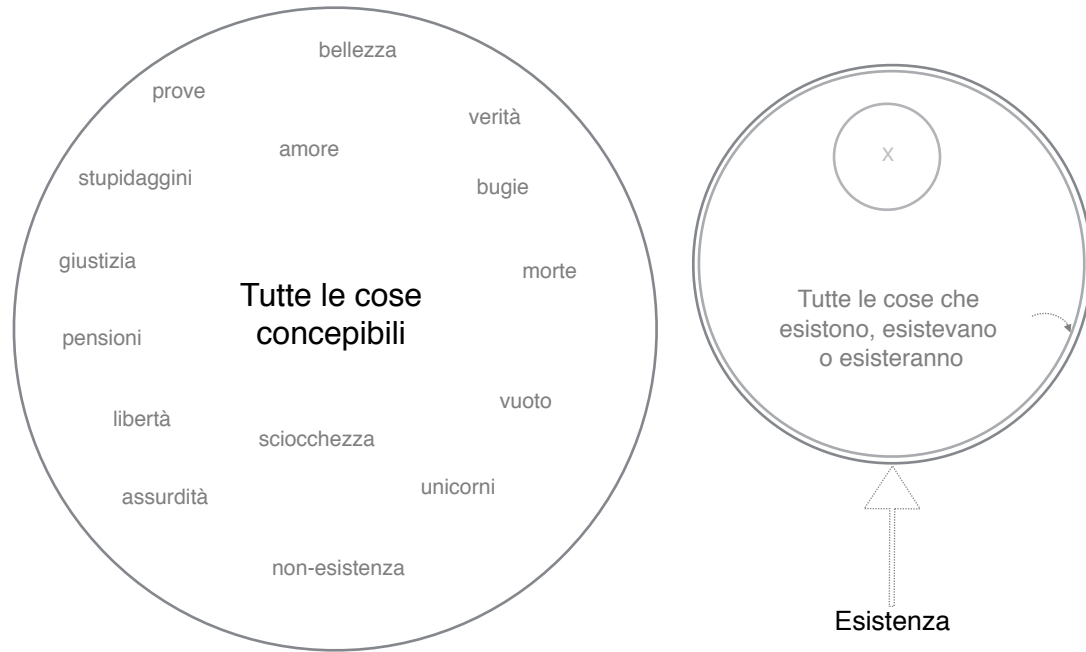 bellezza
prove
verità
amore
stupidaggini
bugie
giustizia
morte
Tutte le cose
concepibili
pensioni
vuoto
libertà
sciocchezza
unicorni
assurdità
non-esistenza
x
Tutte le cose che
esistono, esistevano
o esisteranno
Esistenza